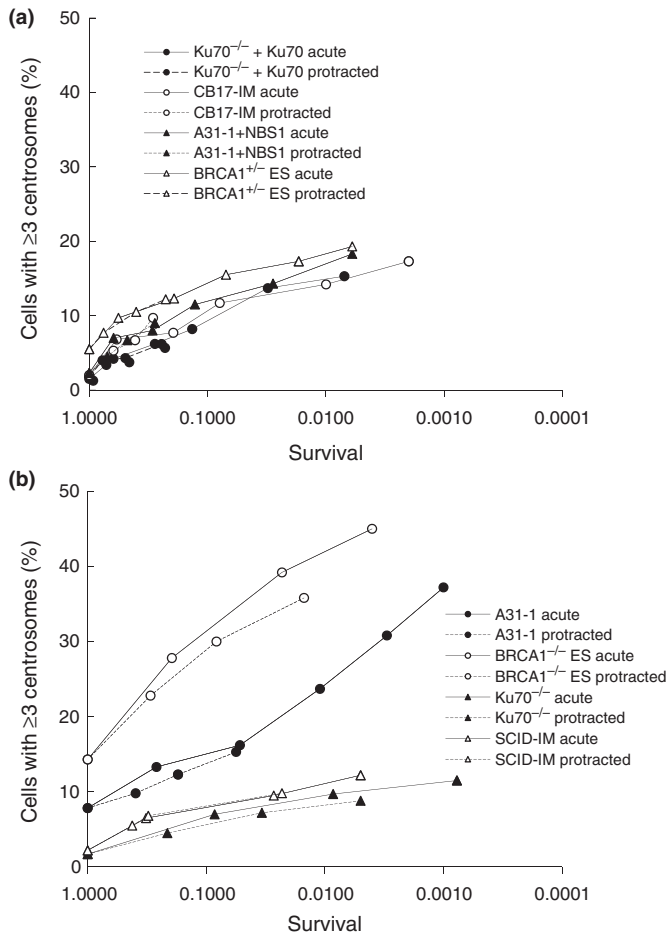 (a)
50
40
30
20
10
0
Cells with ≥3 centrosomes (%)
Ku70−/− + Ku70 acute
Ku70−/− + Ku70 protracted
CB17-IM acute
CB17-IM protracted
A31-1+NBS1 acute
A31-1+NBS1 protracted
BRCA1+/− ES acute
BRCA1+/− ES protracted
1.0000 0.1000 0.0100 0.0010 0.0001
Survival
(b)
50
40
30
20
10
0
Cells with ≥3 centrosomes (%)
A31-1 acute
A31-1 protracted
BRCA1−/− ES acute
BRCA1−/− ES protracted
Ku70−/− acute
Ku70−/− protracted
SCID-IM acute
SCID-IM protracted
1.0000 0.1000 0.0100 0.0010 0.0001
Survival